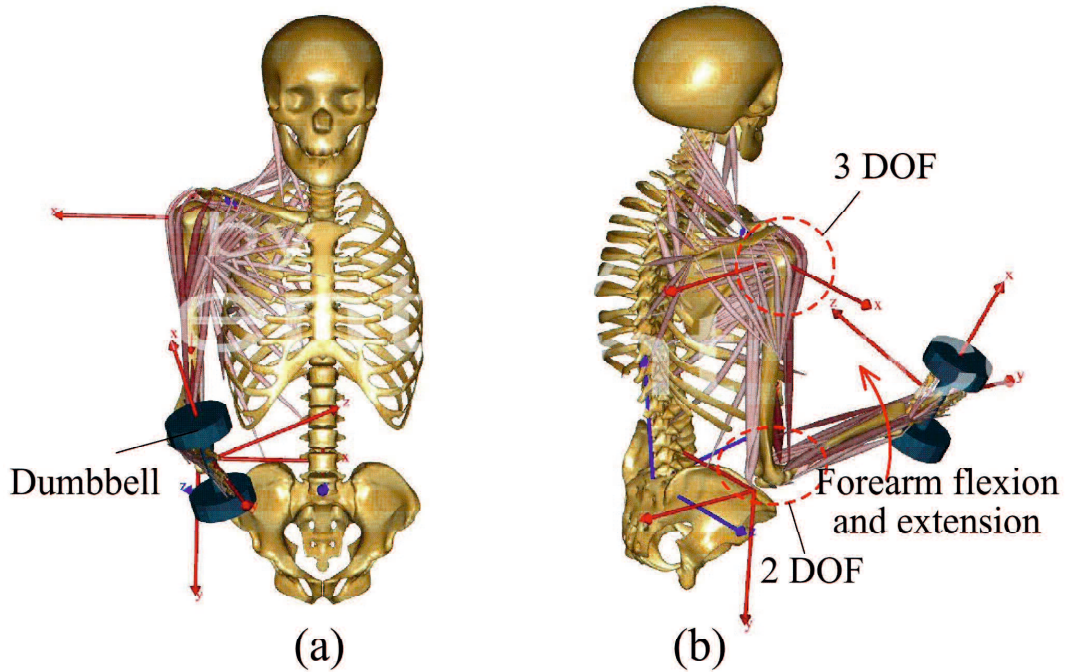 3 DOF
x
z
x
x
z
x
y
z
x
Dumbbell
z
Forearm flexion
and extension
z
2 DOF
y
y
(a)
(b)